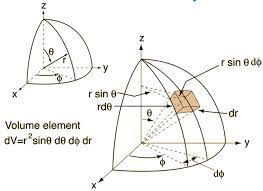 z
θ
r
y
ϕ
x
Volume element
dV=r²sinθ dθ dϕ dr
z
r sin θ dϕ
r sin θ
rdθ
θ
dr
y
ϕ
x
dϕ